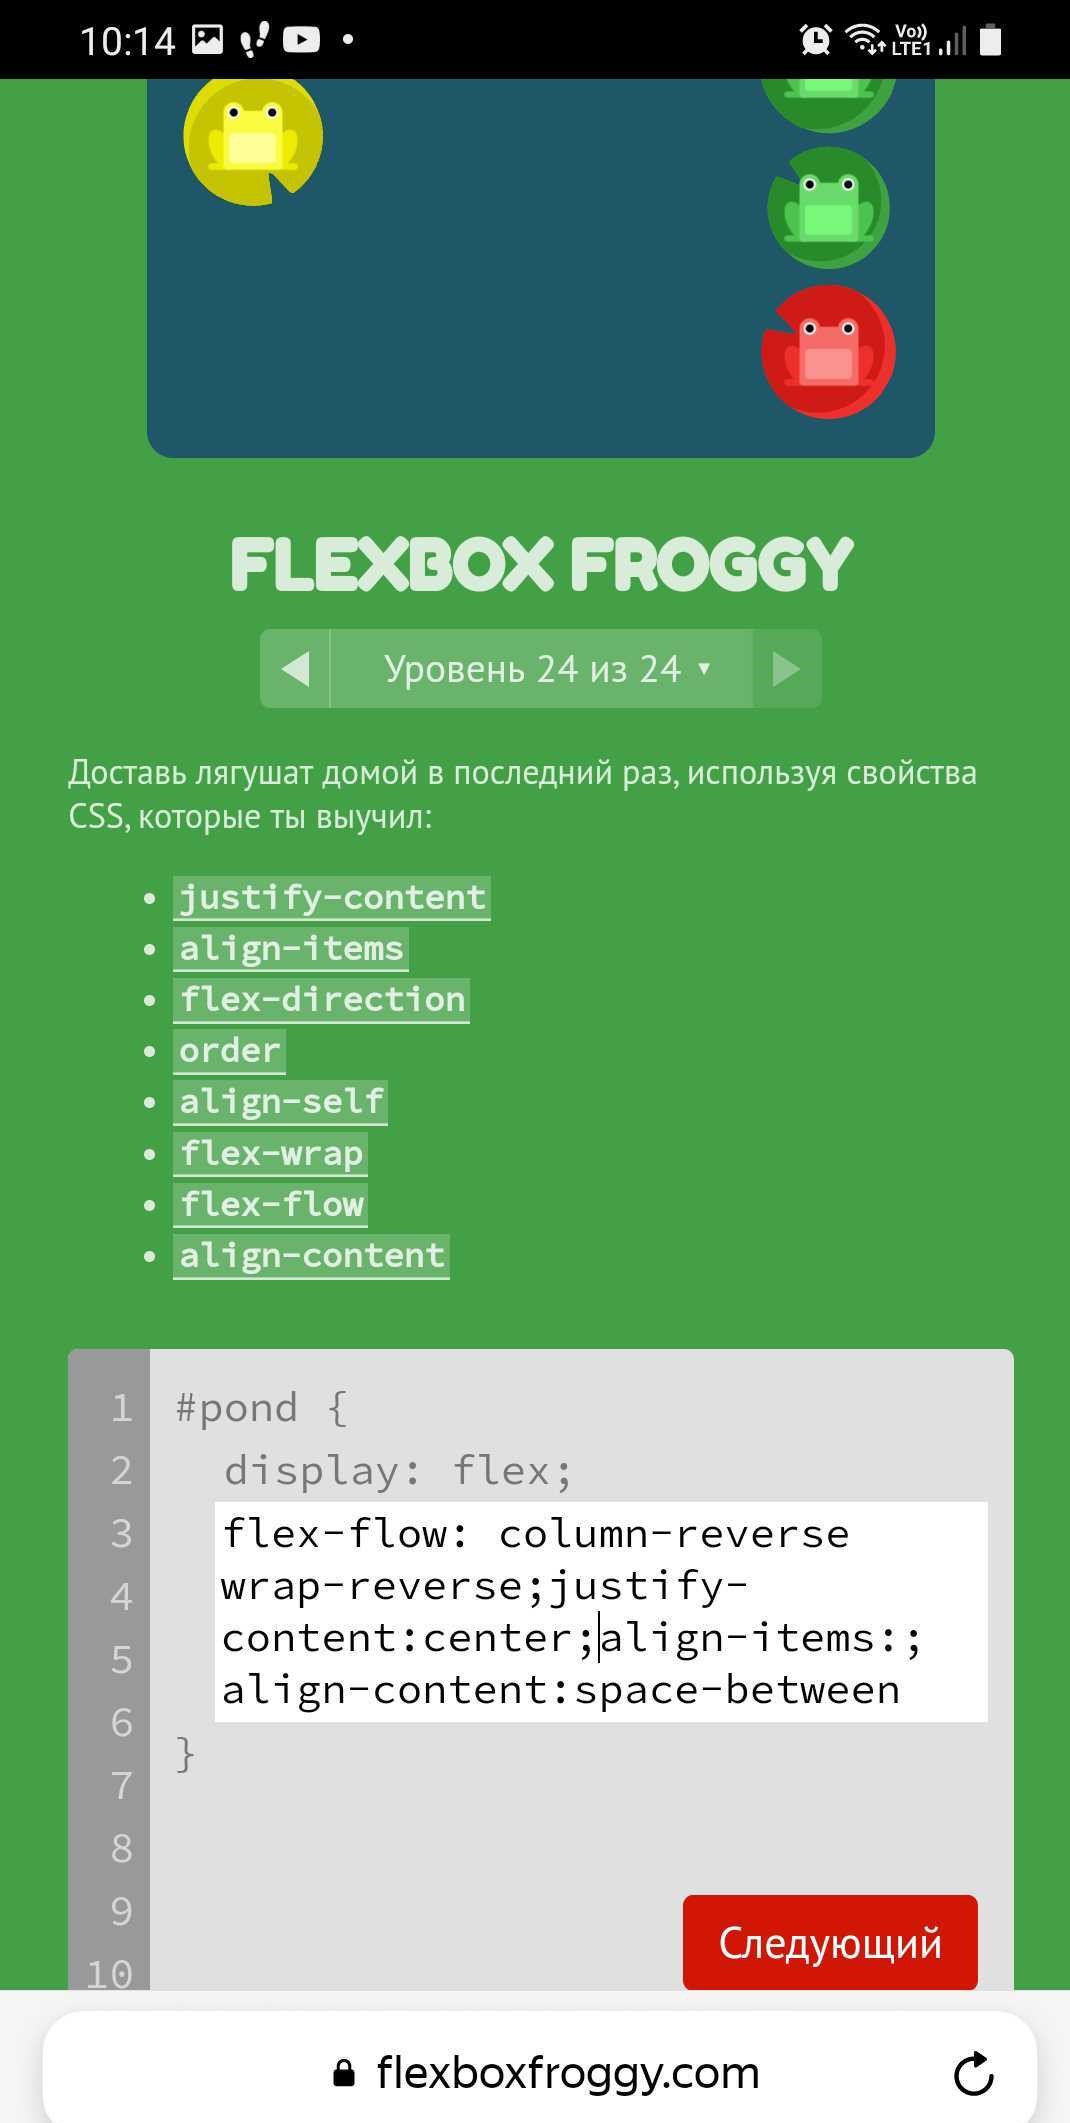 10:14 Vo)) LTE1
FLEXBOX FROGGY
Уровень 24 из 24 ▾
Доставь лягушат домой в последний раз, используя свойства
CSS, которые ты выучил:
• justify-content
• align-items
• flex-direction
• order
• align-self
• flex-wrap
• flex-flow
• align-content
1 #pond {
2 display: flex;
3 flex-flow: column-reverse
4 wrap-reverse;justify-
5 content:center;align-items:;
6 align-content:space-between
}
7
8
9
Следующий
10
flexboxfroggy.com